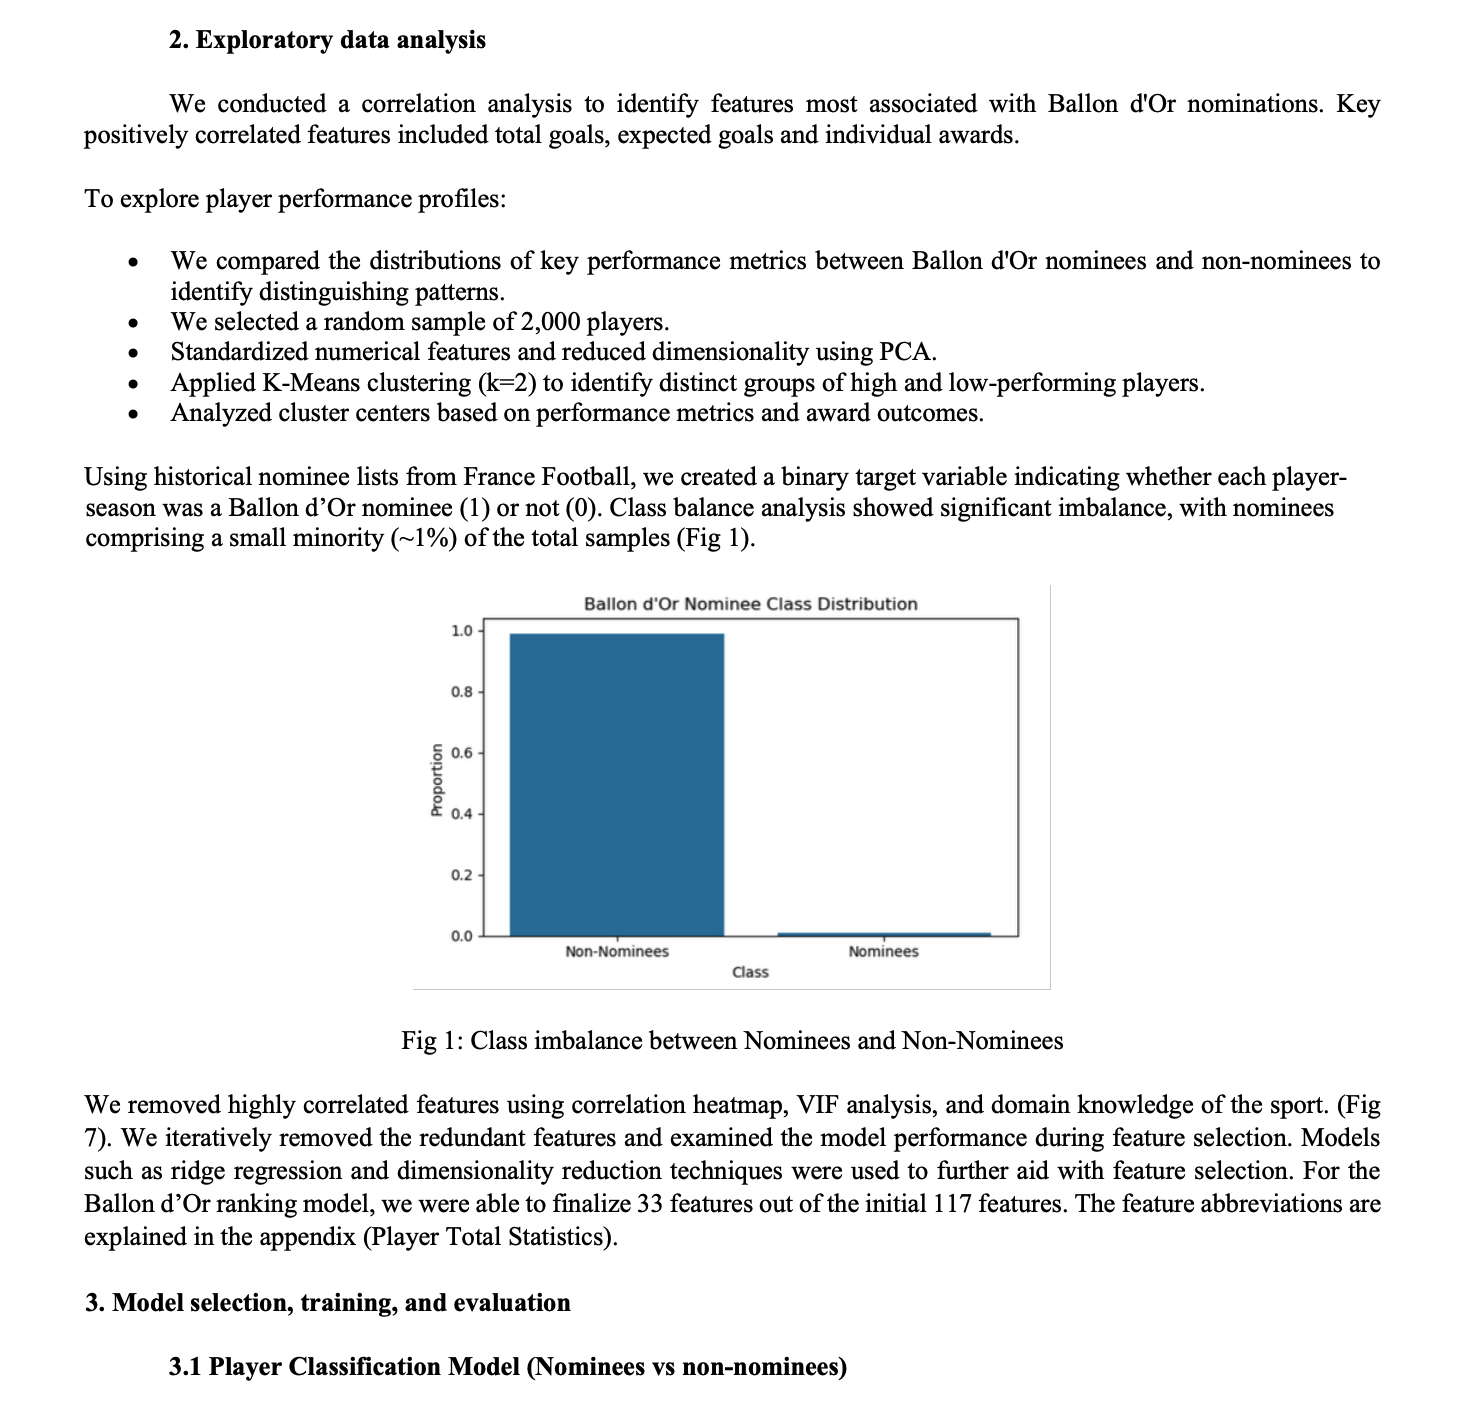 2. Exploratory data analysis
We conducted a correlation analysis to identify features most associated with Ballon d'Or nominations. Key
positively correlated features included total goals, expected goals and individual awards.
To explore player performance profiles:
• We compared the distributions of key performance metrics between Ballon d'Or nominees and non-nominees to
identify distinguishing patterns.
• We selected a random sample of 2,000 players.
• Standardized numerical features and reduced dimensionality using PCA.
• Applied K-Means clustering (k=2) to identify distinct groups of high and low-performing players.
• Analyzed cluster centers based on performance metrics and award outcomes.
Using historical nominee lists from France Football, we created a binary target variable indicating whether each player-
season was a Ballon d’Or nominee (1) or not (0). Class balance analysis showed significant imbalance, with nominees
comprising a small minority (~1%) of the total samples (Fig 1).
Ballon d'Or Nominee Class Distribution
1.0
0.8
0.6
0.4
0.2
0.0
Proportion
Non-Nominees
Nominees
Class
Fig 1: Class imbalance between Nominees and Non-Nominees
We removed highly correlated features using correlation heatmap, VIF analysis, and domain knowledge of the sport. (Fig
7). We iteratively removed the redundant features and examined the model performance during feature selection. Models
such as ridge regression and dimensionality reduction techniques were used to further aid with feature selection. For the
Ballon d’Or ranking model, we were able to finalize 33 features out of the initial 117 features. The feature abbreviations are
explained in the appendix (Player Total Statistics).
3. Model selection, training, and evaluation
3.1 Player Classification Model (Nominees vs non-nominees)